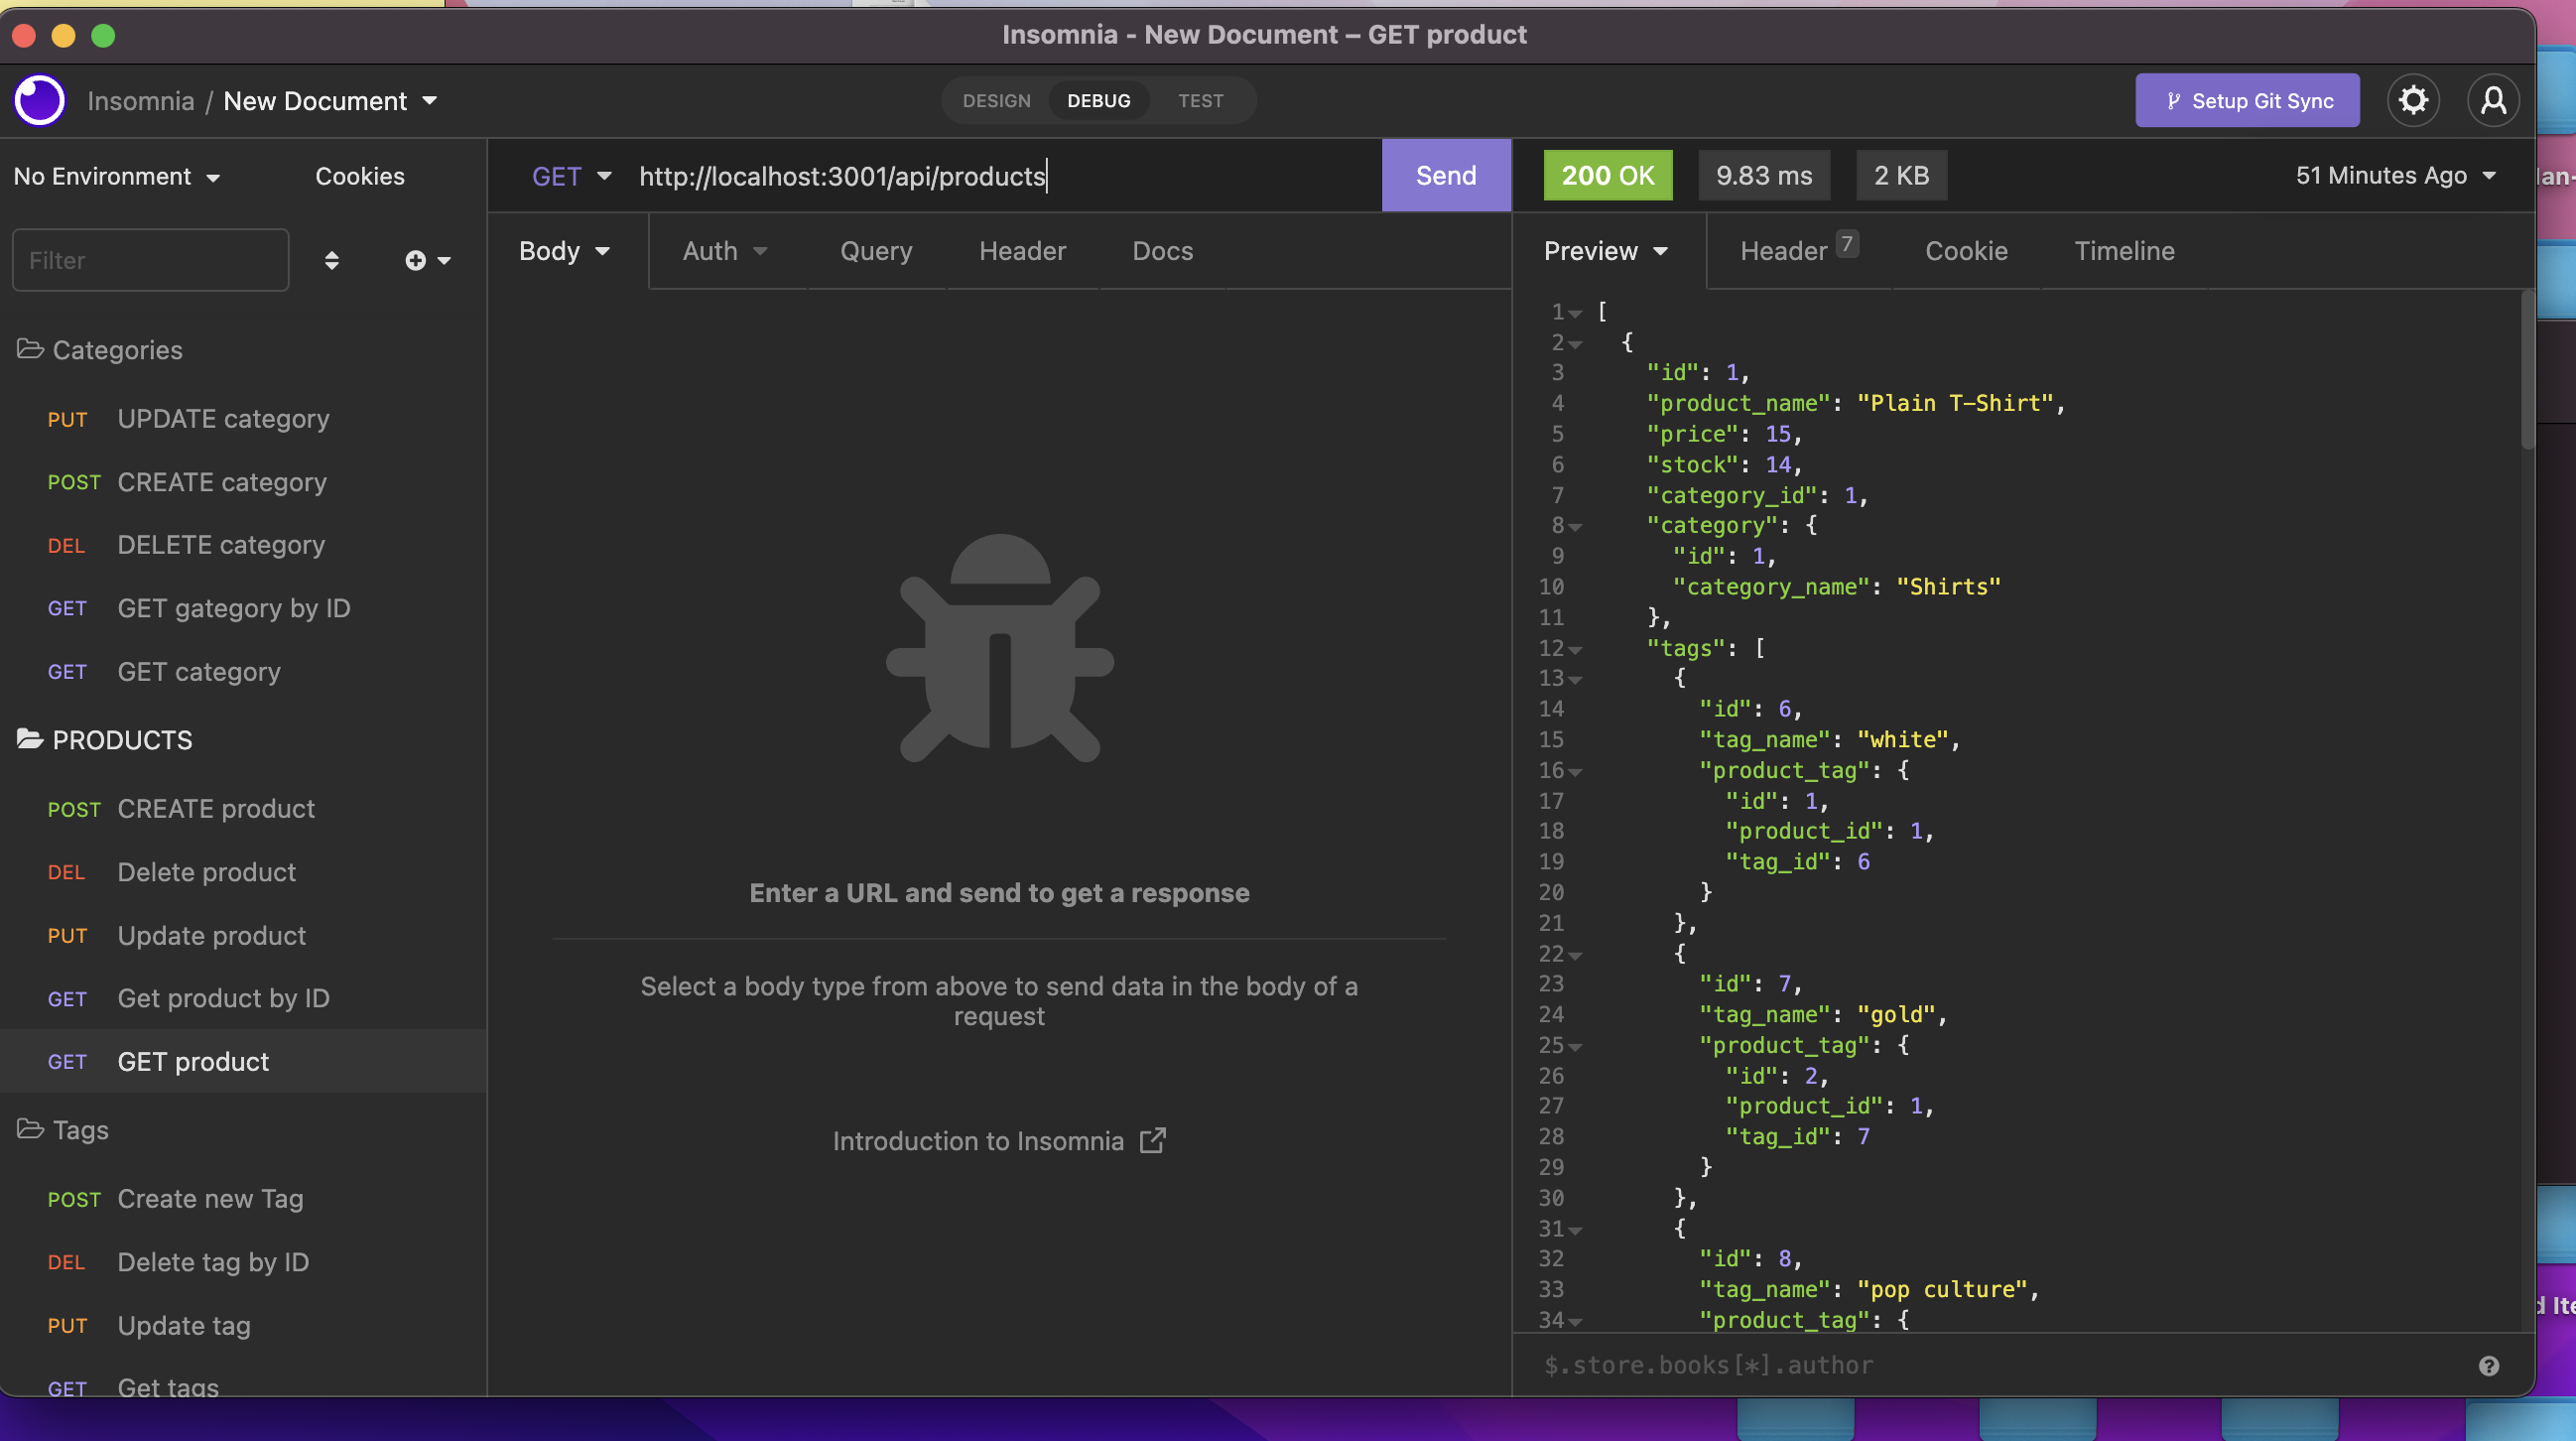 Insomnia - New Document – GET product
Insomnia / New Document
DESIGN DEBUG TEST
Setup Git Sync
No Environment Cookies
Filter
Categories
PUT UPDATE category
POST CREATE category
DEL DELETE category
GET GET gategory by ID
GET GET category
PRODUCTS
POST CREATE product
DEL Delete product
PUT Update product
GET Get product by ID
GET GET product
Tags
POST Create new Tag
DEL Delete tag by ID
PUT Update tag
GET Get tags
GET http://localhost:3001/api/products Send
Body Auth Query Header Docs
Enter a URL and send to get a response
Select a body type from above to send data in the body of a
request
Introduction to Insomnia
200 OK 9.83 ms 2 KB 51 Minutes Ago
Preview Header 7 Cookie Timeline
1 [
2 {
3 "id": 1,
4 "product_name": "Plain T-Shirt",
5 "price": 15,
6 "stock": 14,
7 "category_id": 1,
8 "category": {
9 "id": 1,
10 "category_name": "Shirts"
11 },
12 "tags": [
13 {
14 "id": 6,
15 "tag_name": "white",
16 "product_tag": {
17 "id": 1,
18 "product_id": 1,
19 "tag_id": 6
20 }
21 },
22 {
23 "id": 7,
24 "tag_name": "gold",
25 "product_tag": {
26 "id": 2,
27 "product_id": 1,
28 "tag_id": 7
29 }
30 },
31 {
32 "id": 8,
33 "tag_name": "pop culture",
34 "product_tag": {
$.store.books[*].author